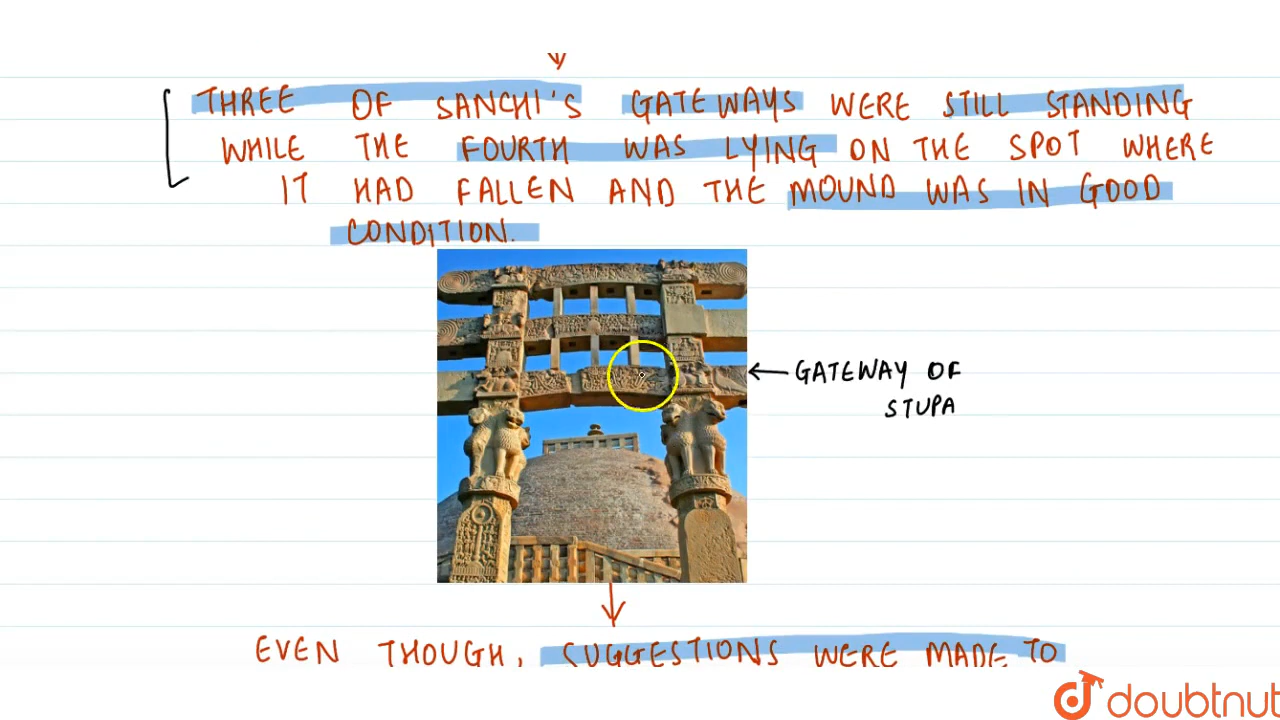 THREE OF SANCHI'S GATEWAYS WERE STILL STANDING
WHILE THE FOURTH WAS LYING ON THE SPOT WHERE
IT HAD FALLEN AND THE MOUND WAS IN GOOD
CONDITION.
← GATEWAY OF
STUPA
EVEN THOUGH, SUGGESTIONS WERE MADE TO
doubtnut